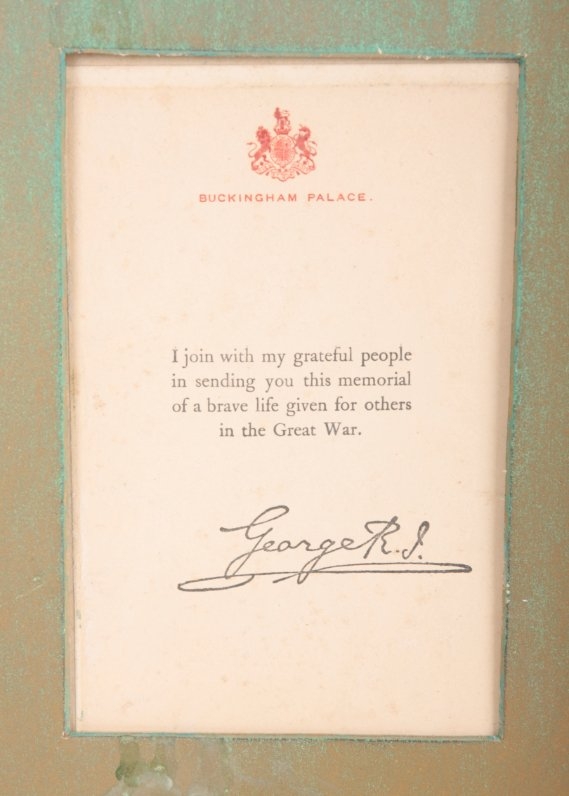 BUCKINGHAM PALACE.
I join with my grateful people
in sending you this memorial
of a brave life given for others
in the Great War.
George R.I.